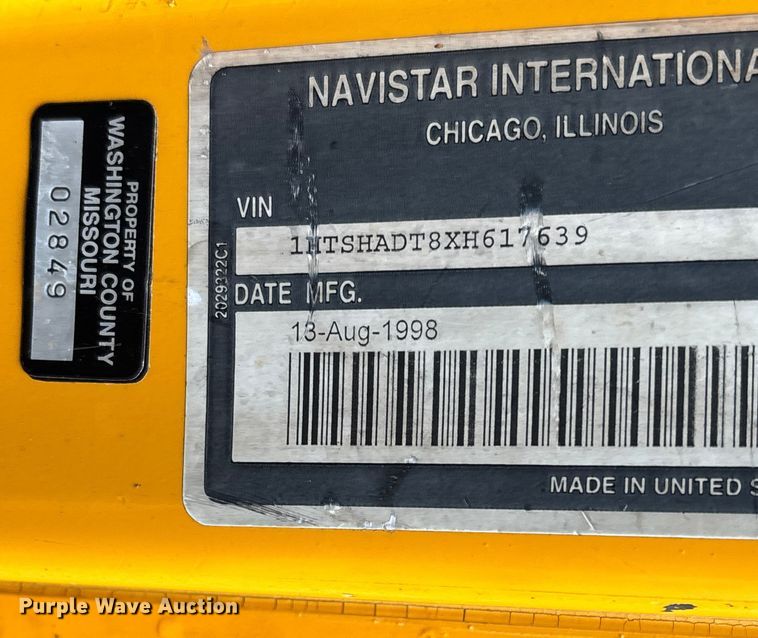 PROPERTY OF
WASHINGTON COUNTY
MISSOURI
02849
NAVISTAR INTERNATIONA
CHICAGO, ILLINOIS
VIN
1HTSHADT8XH617639
2029322C1
DATE MFG.
13-Aug-1998
MADE IN UNITED S
Purple Wave Auction